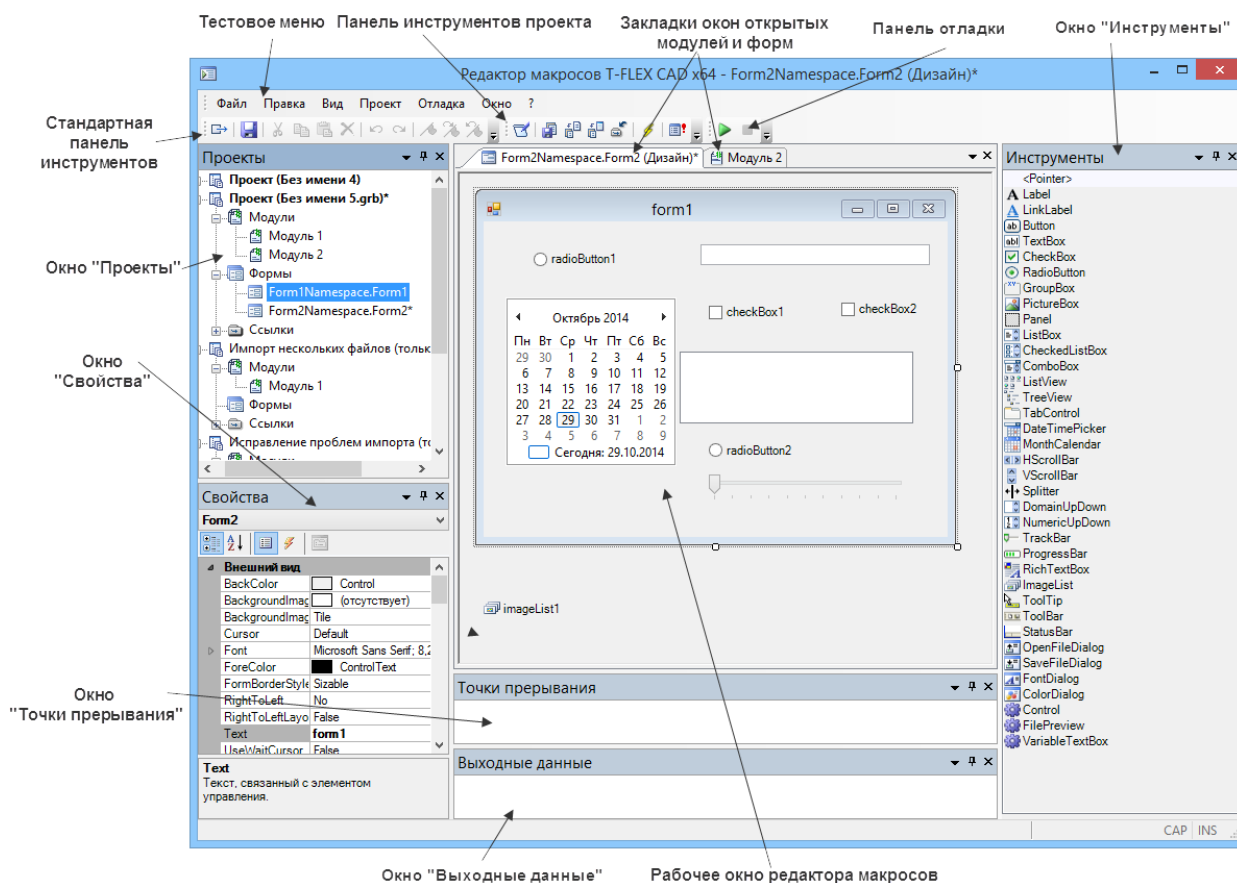 Тестовое меню
Панель инструментов проекта
Закладки окон открытых
модулей и форм
Панель отладки
Окно "Инструменты"
Стандартная
панель
инструментов
Окно "Проекты"
Окно
"Свойства"
Окно
"Точки прерывания"
Редактор макросов T-FLEX CAD x64 - Form2Namespace.Form2 (Дизайн)*
Файл Правка Вид Проект Отладка Окно ?
Проекты
Проект (Без имени 4)
Проект (Без имени 5.grb)*
Модули
Модуль 1
Модуль 2
Формы
Form1Namespace.Form1
Form2Namespace.Form2*
Ссылки
Импорт нескольких файлов (тольк
Модули
Модуль 1
Формы
Ссылки
Исправление проблем импорта (то
Модули
Свойства
Form2
Внешний вид
BackColor Control
BackgroundImag (отсутствует)
BackgroundImag Tile
Cursor Default
Font Microsoft Sans Serif; 8,2
ForeColor ControlText
FormBorderStyle Sizable
RightToLeft No
RightToLeftLayo False
Text form1
UseWaitCursor False
Text
Текст, связанный с элементом
управления.
Form2Namespace.Form2 (Дизайн)* Модуль 2
form1
radioButton1
checkBox1 checkBox2
Октябрь 2014
Пн Вт Ср Чт Пт Сб Вс
29 30 1 2 3 4 5
6 7 8 9 10 11 12
13 14 15 16 17 18 19
20 21 22 23 24 25 26
27 28 29 30 31 1 2
3 4 5 6 7 8 9
Сегодня: 29.10.2014
radioButton2
imageList1
Точки прерывания
Выходные данные
Инструменты
<Pointer>
A Label
A LinkLabel
ab Button
abl TextBox
CheckBox
RadioButton
XY GroupBox
PictureBox
Panel
ListBox
CheckedListBox
ComboBox
ListView
TreeView
TabControl
DateTimePicker
MonthCalendar
HScrollBar
VScrollBar
Splitter
DomainUpDown
NumericUpDown
TrackBar
ProgressBar
RichTextBox
ImageList
ToolTip
ToolBar
StatusBar
OpenFileDialog
SaveFileDialog
FontDialog
ColorDialog
Control
FilePreview
VariableTextBox
CAP INS
Окно "Выходные данные"
Рабочее окно редактора макросов